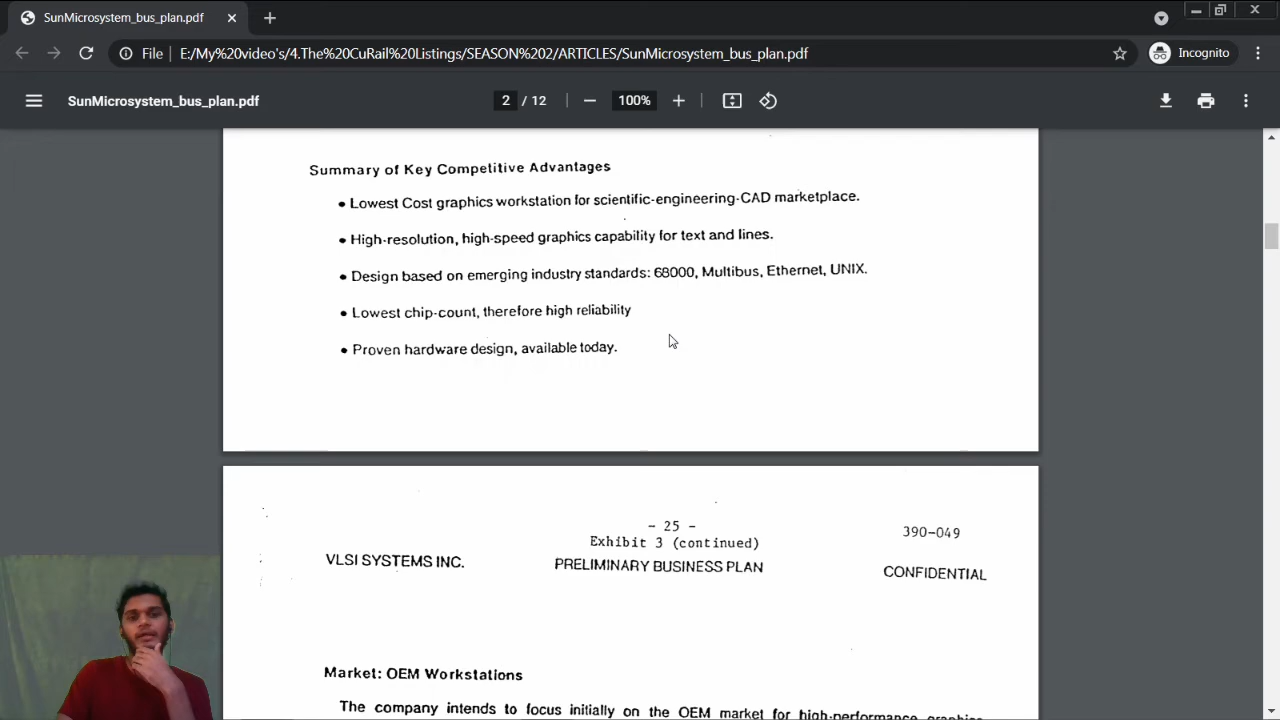 SunMicrosystem_bus_plan.pdf
File E:/My%20video's/4.The%20CuRail%20Listings/SEASON%202/ARTICLES/SunMicrosystem_bus_plan.pdf Incognito
SunMicrosystem_bus_plan.pdf 2 / 12 100%
Summary of Key Competitive Advantages
• Lowest Cost graphics workstation for scientific-engineering-CAD marketplace.
• High-resolution, high-speed graphics capability for text and lines.
• Design based on emerging industry standards: 68000, Multibus, Ethernet, UNIX.
• Lowest chip-count, therefore high reliability
• Proven hardware design, available today.
- 25 -
Exhibit 3 (continued) 390-049
VLSI SYSTEMS INC. PRELIMINARY BUSINESS PLAN CONFIDENTIAL
Market: OEM Workstations
The company intends to focus initially on the OEM market for high-performance graphics